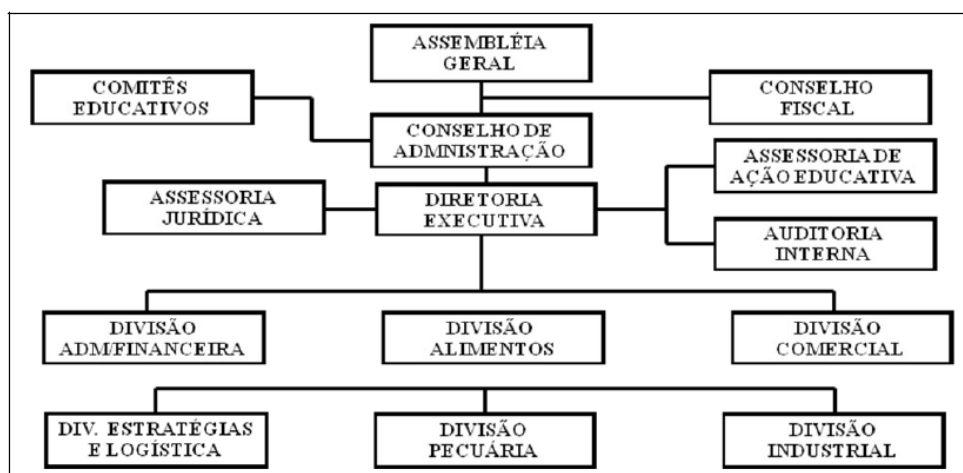 ASSEMBLÉIA
GERAL
COMITÊS
EDUCATIVOS
CONSELHO
FISCAL
CONSELHO DE
ADMNISTRAÇÃO
ASSESSORIA DE
AÇÃO EDUCATIVA
ASSESSORIA
JURÍDICA
DIRETORIA
EXECUTIVA
AUDITORIA
INTERNA
DIVISÃO
ADM/FINANCEIRA
DIVISÃO
ALIMENTOS
DIVISÃO
COMERCIAL
DIV. ESTRATÉGIAS
E LOGÍSTICA
DIVISÃO
PECUÁRIA
DIVISÃO
INDUSTRIAL